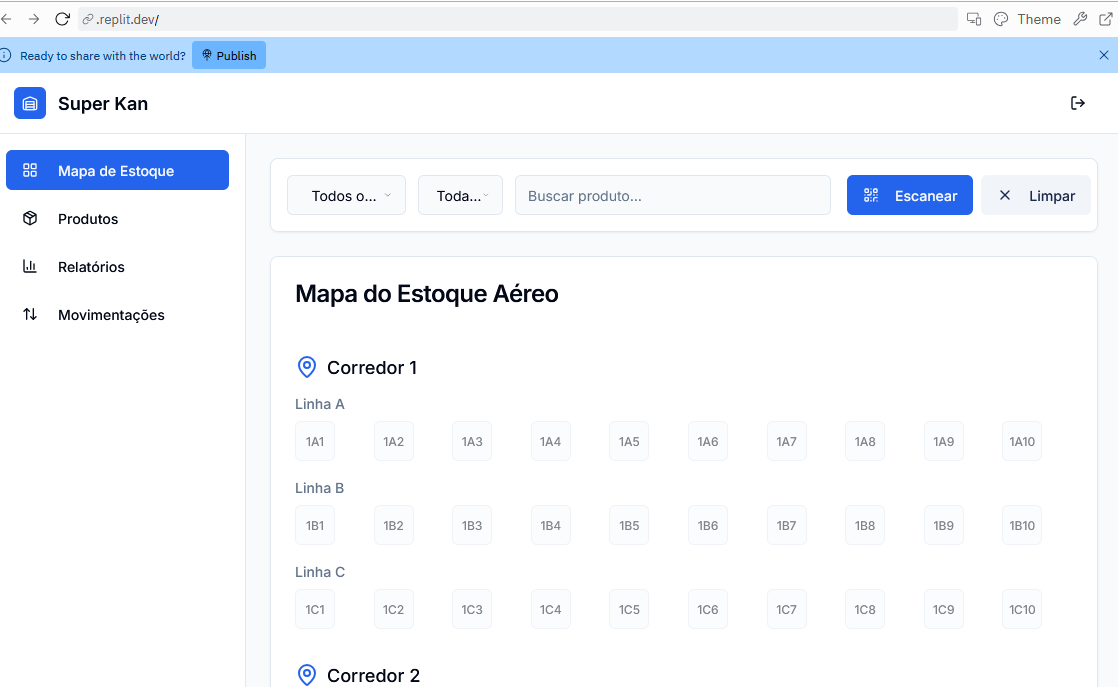 .replit.dev/
Theme
Ready to share with the world? Publish
Super Kan
Mapa de Estoque
Produtos
Relatórios
Movimentações
Todos o... Toda... Buscar produto... Escanear Limpar
Mapa do Estoque Aéreo
Corredor 1
Linha A
1A1 1A2 1A3 1A4 1A5 1A6 1A7 1A8 1A9 1A10
Linha B
1B1 1B2 1B3 1B4 1B5 1B6 1B7 1B8 1B9 1B10
Linha C
1C1 1C2 1C3 1C4 1C5 1C6 1C7 1C8 1C9 1C10
Corredor 2